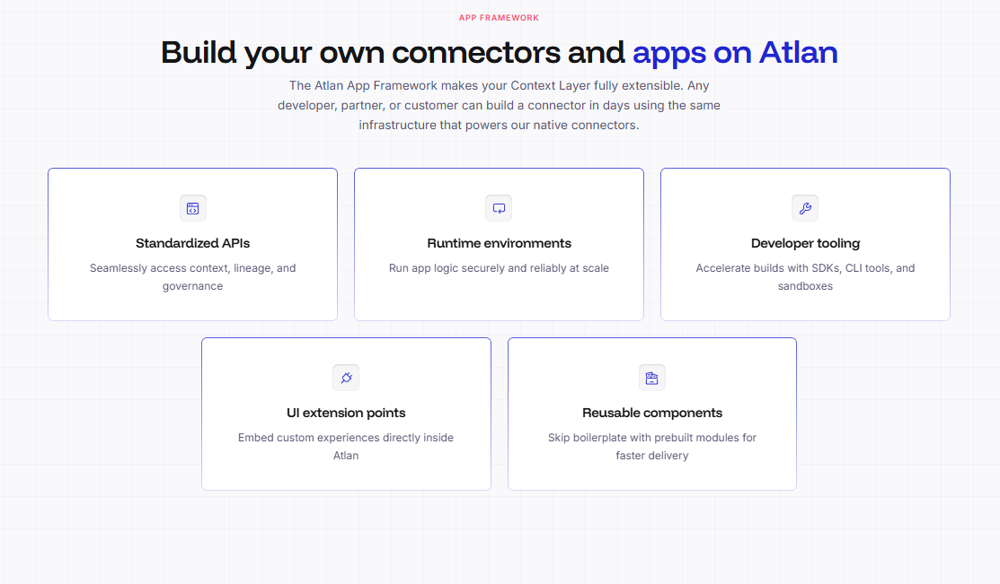 APP FRAMEWORK
Build your own connectors and apps on Atlan
The Atlan App Framework makes your Context Layer fully extensible. Any
developer, partner, or customer can build a connector in days using the same
infrastructure that powers our native connectors.
Standardized APIs
Seamlessly access context, lineage, and
governance
Runtime environments
Run app logic securely and reliably at scale
Developer tooling
Accelerate builds with SDKs, CLI tools, and
sandboxes
UI extension points
Embed custom experiences directly inside
Atlan
Reusable components
Skip boilerplate with prebuilt modules for
faster delivery